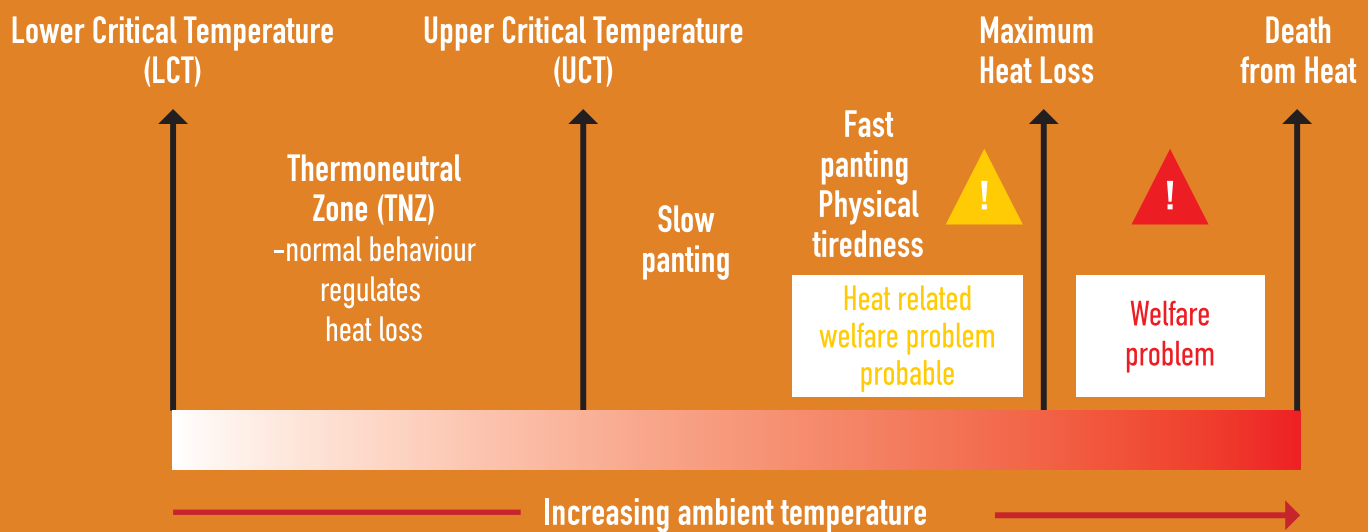 Lower Critical Temperature
(LCT)
Upper Critical Temperature
(UCT)
Maximum
Heat Loss
Death
from Heat
Thermoneutral
Zone (TNZ)
-normal behaviour
regulates
heat loss
Slow
panting
Fast
panting
Physical
tiredness
!
Heat related
welfare problem
probable
!
Welfare
problem
Increasing ambient temperature